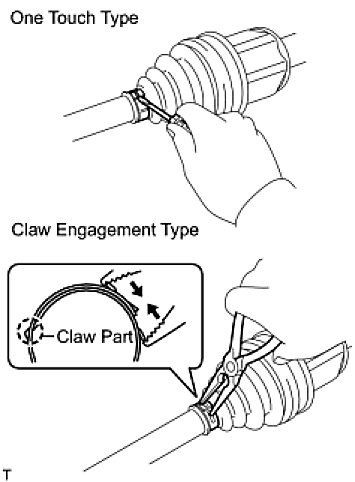 One Touch Type
Claw Engagement Type
Claw Part
T